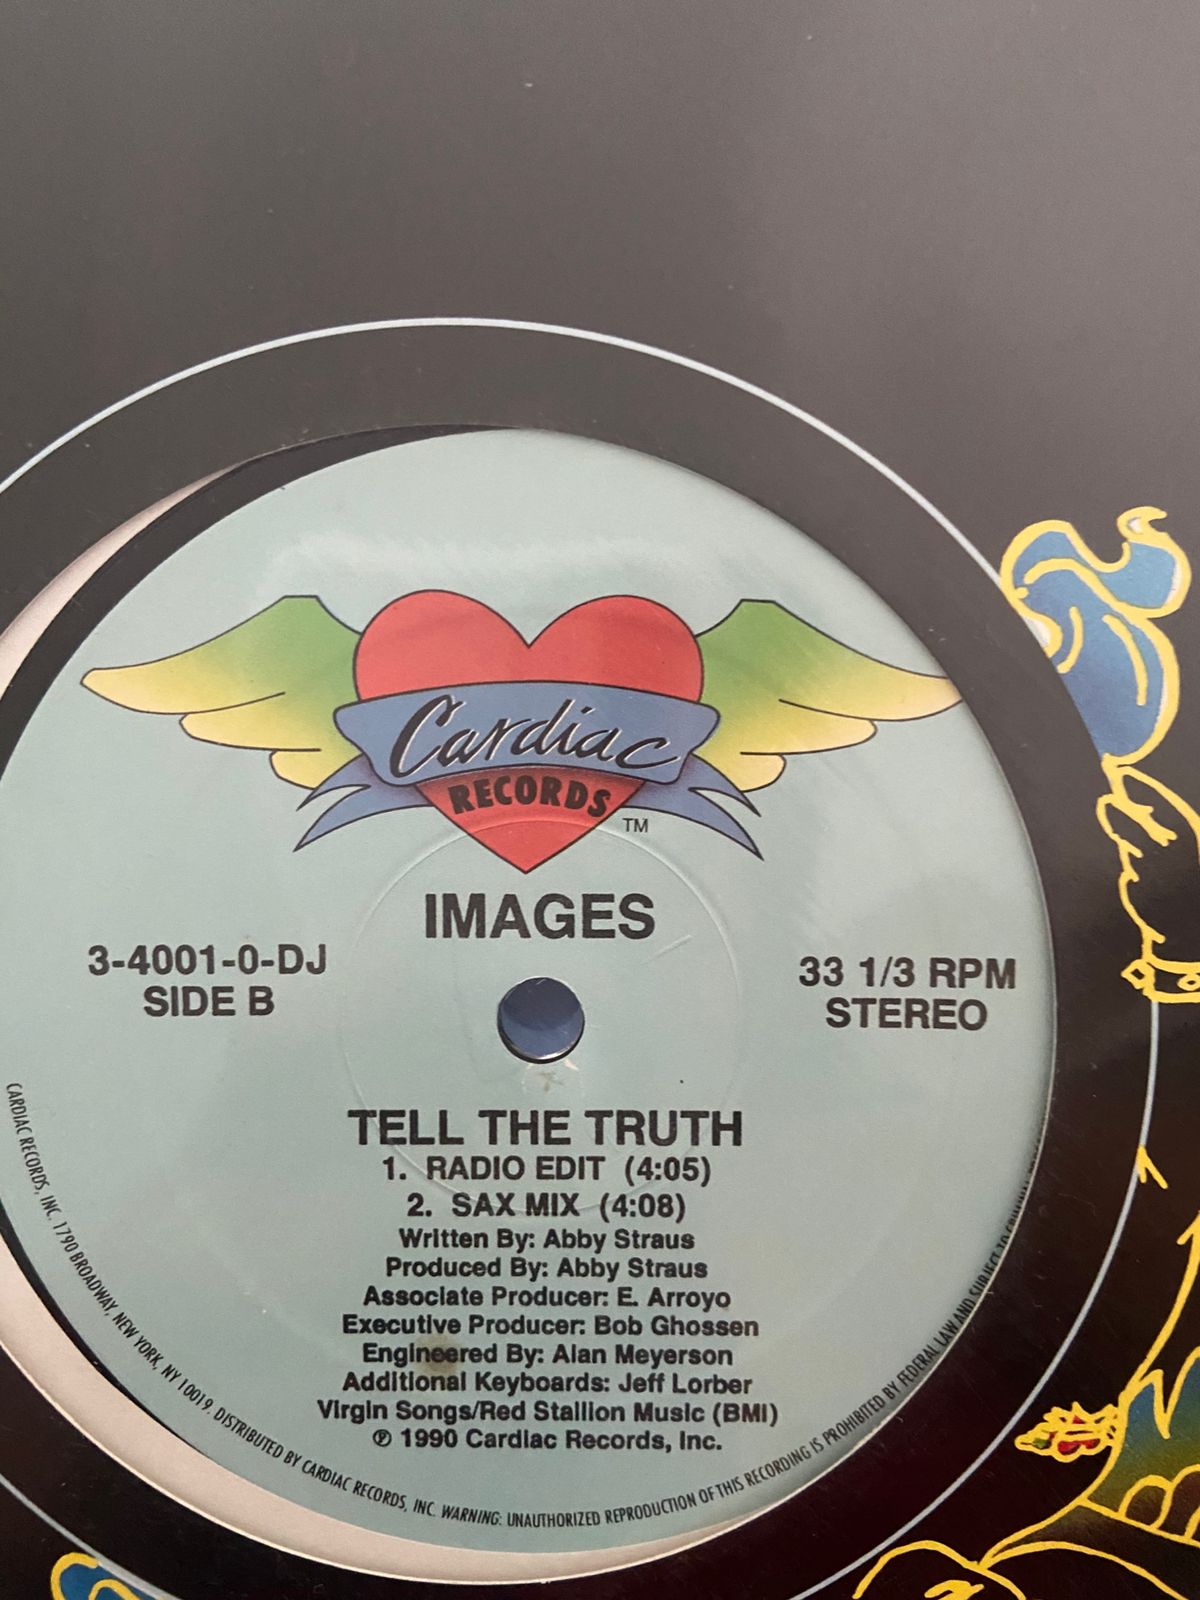 Cardiac
RECORDS
TM
IMAGES
3-4001-0-DJ
SIDE B
33 1/3 RPM
STEREO
TELL THE TRUTH
1. RADIO EDIT (4:05)
2. SAX MIX (4:08)
Written By: Abby Straus
Produced By: Abby Straus
Associate Producer: E. Arroyo
Executive Producer: Bob Ghossen
Engineered By: Alan Meyerson
Additional Keyboards: Jeff Lorber
Virgin Songs/Red Stallion Music (BMI)
℗ 1990 Cardiac Records, Inc.
CARDIAC RECORDS, INC. 1790 BROADWAY, NEW YORK, NY 10019. DISTRIBUTED BY CARDIAC RECORDS, INC. WARNING: UNAUTHORIZED REPRODUCTION OF THIS RECORDING IS PROHIBITED BY FEDERAL LAW AND SUBJECT TO